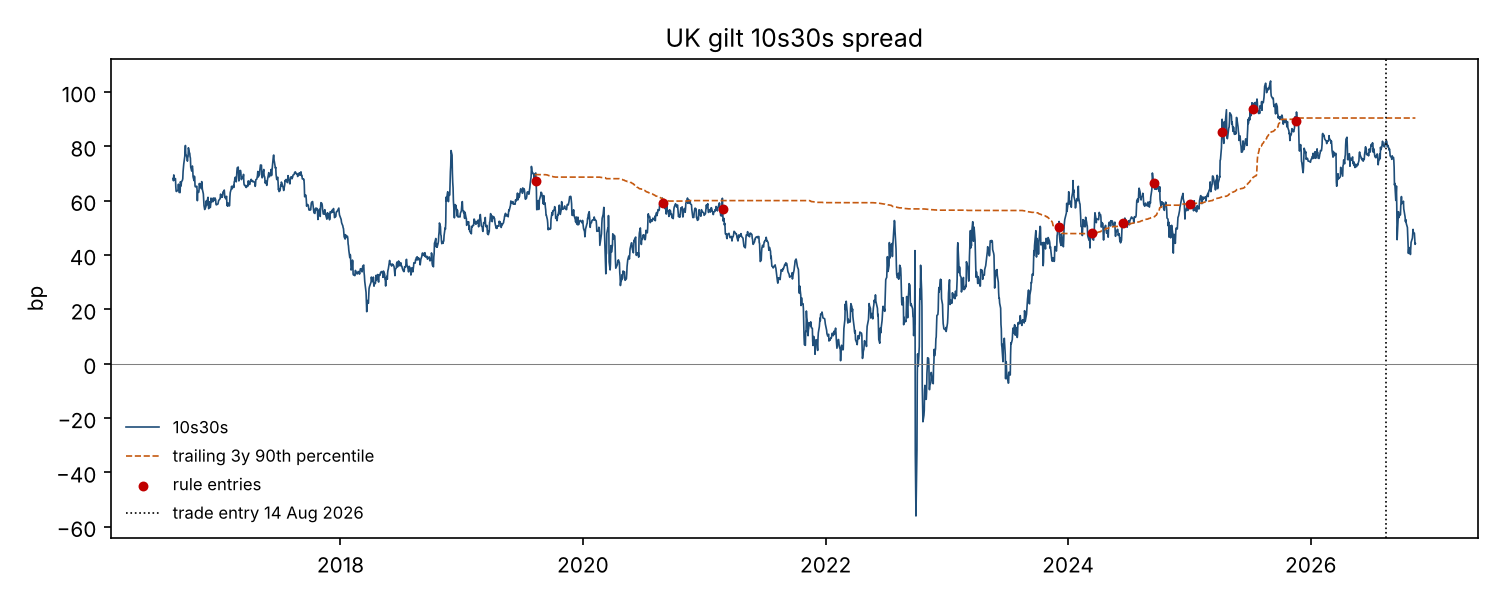 UK gilt 10s30s spread
bp
100
80
60
40
20
0
−20
−40
−60
10s30s
trailing 3y 90th percentile
rule entries
trade entry 14 Aug 2026
2018
2020
2022
2024
2026